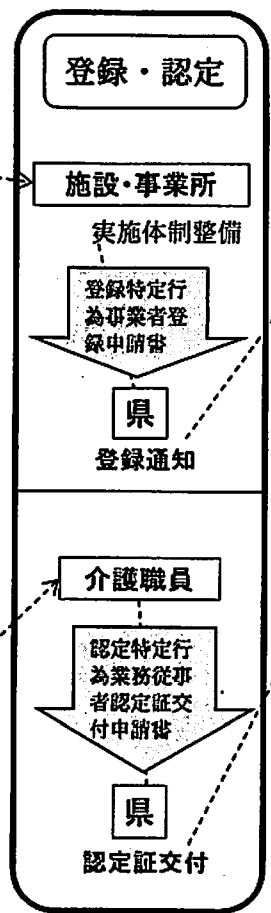 登録・認定
施設・事業所
実施体制整備
登録特定行
為事業者登
録申請書
県
登録通知
介護職員
認定特定行
為業務従事
者認定証交
付申請書
県
認定証交付